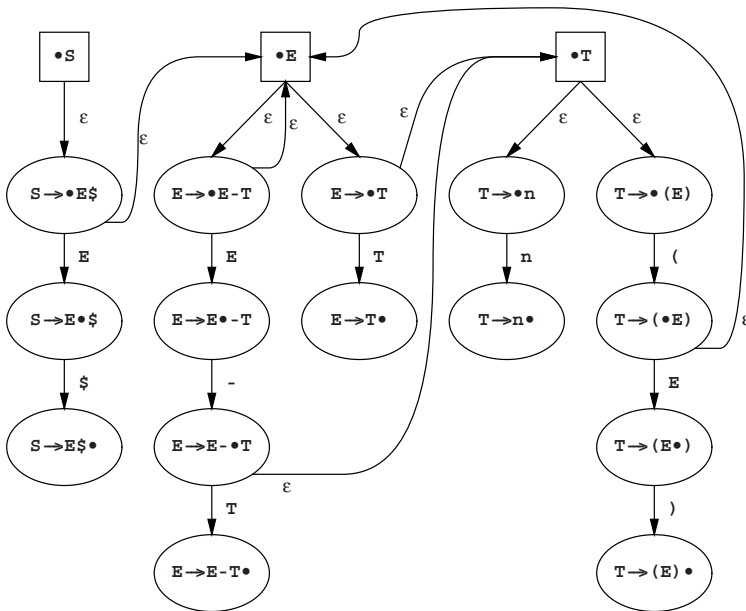 •S •E •T
ε ε ε ε ε
ε ε ε
S→•E$ E→•E-T E→•T T→•n T→•(E)
E E T n (
S→E•$ E→E•-T E→T• T→n• T→(•E)
ε
$ - E
S→E$• E→E-•T T→(E•)
ε
T )
E→E-T• T→(E)•